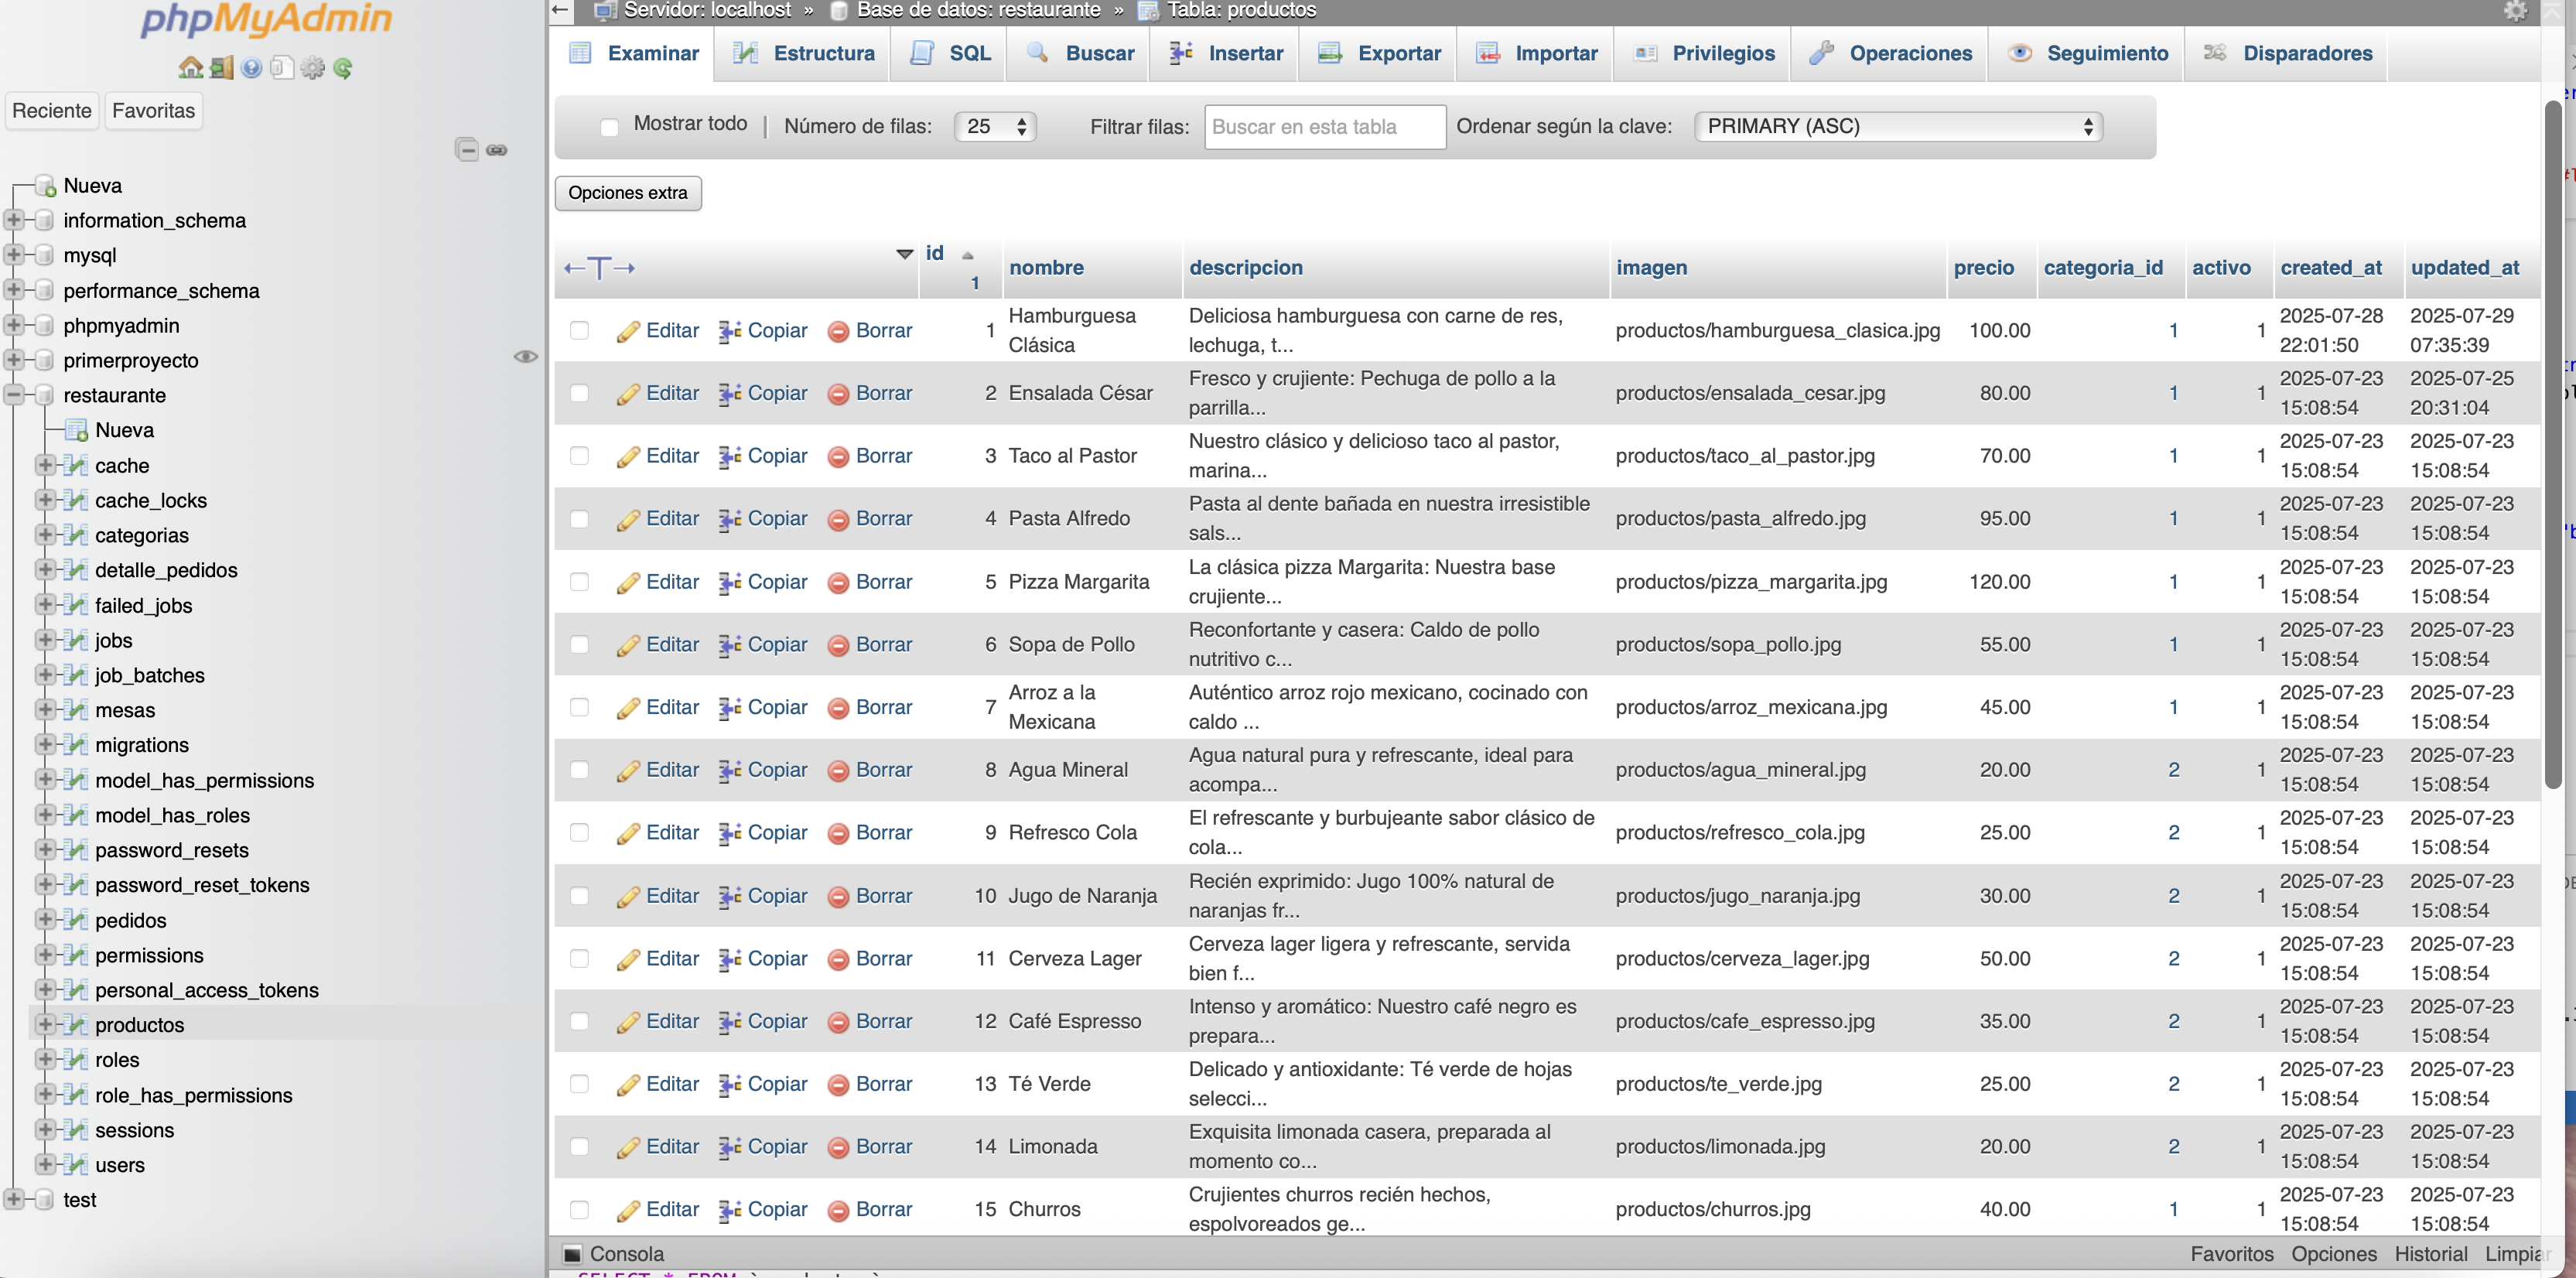 phpMyAdmin
Reciente Favoritas
Nueva
information_schema
mysql
performance_schema
phpmyadmin
primerproyecto
restaurante
Nueva
cache
cache_locks
categorias
detalle_pedidos
failed_jobs
jobs
job_batches
mesas
migrations
model_has_permissions
model_has_roles
password_resets
password_reset_tokens
pedidos
permissions
personal_access_tokens
productos
roles
role_has_permissions
sessions
users
test
Servidor: localhost » Base de datos: restaurante » Tabla: productos
Examinar Estructura SQL Buscar Insertar Exportar Importar Privilegios Operaciones Seguimiento Disparadores
Mostrar todo | Número de filas: 25 Filtrar filas: Buscar en esta tabla Ordenar según la clave: PRIMARY (ASC)
Opciones extra
←T→ id 1 nombre descripcion imagen precio categoria_id activo created_at updated_at
Editar Copiar Borrar 1 Hamburguesa Clásica Deliciosa hamburguesa con carne de res, lechuga, t... productos/hamburguesa_clasica.jpg 100.00 1 1 2025-07-28 22:01:50 2025-07-29 07:35:39
Editar Copiar Borrar 2 Ensalada César Fresco y crujiente: Pechuga de pollo a la parrilla... productos/ensalada_cesar.jpg 80.00 1 1 2025-07-23 15:08:54 2025-07-25 20:31:04
Editar Copiar Borrar 3 Taco al Pastor Nuestro clásico y delicioso taco al pastor, marina... productos/taco_al_pastor.jpg 70.00 1 1 2025-07-23 15:08:54 2025-07-23 15:08:54
Editar Copiar Borrar 4 Pasta Alfredo Pasta al dente bañada en nuestra irresistible sals... productos/pasta_alfredo.jpg 95.00 1 1 2025-07-23 15:08:54 2025-07-23 15:08:54
Editar Copiar Borrar 5 Pizza Margarita La clásica pizza Margarita: Nuestra base crujiente... productos/pizza_margarita.jpg 120.00 1 1 2025-07-23 15:08:54 2025-07-23 15:08:54
Editar Copiar Borrar 6 Sopa de Pollo Reconfortante y casera: Caldo de pollo nutritivo c... productos/sopa_pollo.jpg 55.00 1 1 2025-07-23 15:08:54 2025-07-23 15:08:54
Editar Copiar Borrar 7 Arroz a la Mexicana Auténtico arroz rojo mexicano, cocinado con caldo ... productos/arroz_mexicana.jpg 45.00 1 1 2025-07-23 15:08:54 2025-07-23 15:08:54
Editar Copiar Borrar 8 Agua Mineral Agua natural pura y refrescante, ideal para acompa... productos/agua_mineral.jpg 20.00 2 1 2025-07-23 15:08:54 2025-07-23 15:08:54
Editar Copiar Borrar 9 Refresco Cola El refrescante y burbujeante sabor clásico de cola... productos/refresco_cola.jpg 25.00 2 1 2025-07-23 15:08:54 2025-07-23 15:08:54
Editar Copiar Borrar 10 Jugo de Naranja Recién exprimido: Jugo 100% natural de naranjas fr... productos/jugo_naranja.jpg 30.00 2 1 2025-07-23 15:08:54 2025-07-23 15:08:54
Editar Copiar Borrar 11 Cerveza Lager Cerveza lager ligera y refrescante, servida bien f... productos/cerveza_lager.jpg 50.00 2 1 2025-07-23 15:08:54 2025-07-23 15:08:54
Editar Copiar Borrar 12 Café Espresso Intenso y aromático: Nuestro café negro es prepara... productos/cafe_espresso.jpg 35.00 2 1 2025-07-23 15:08:54 2025-07-23 15:08:54
Editar Copiar Borrar 13 Té Verde Delicado y antioxidante: Té verde de hojas selecci... productos/te_verde.jpg 25.00 2 1 2025-07-23 15:08:54 2025-07-23 15:08:54
Editar Copiar Borrar 14 Limonada Exquisita limonada casera, preparada al momento co... productos/limonada.jpg 20.00 2 1 2025-07-23 15:08:54 2025-07-23 15:08:54
Editar Copiar Borrar 15 Churros Crujientes churros recién hechos, espolvoreados ge... productos/churros.jpg 40.00 1 1 2025-07-23 15:08:54 2025-07-23 15:08:54
Consola Favoritos Opciones Historial Limpiar